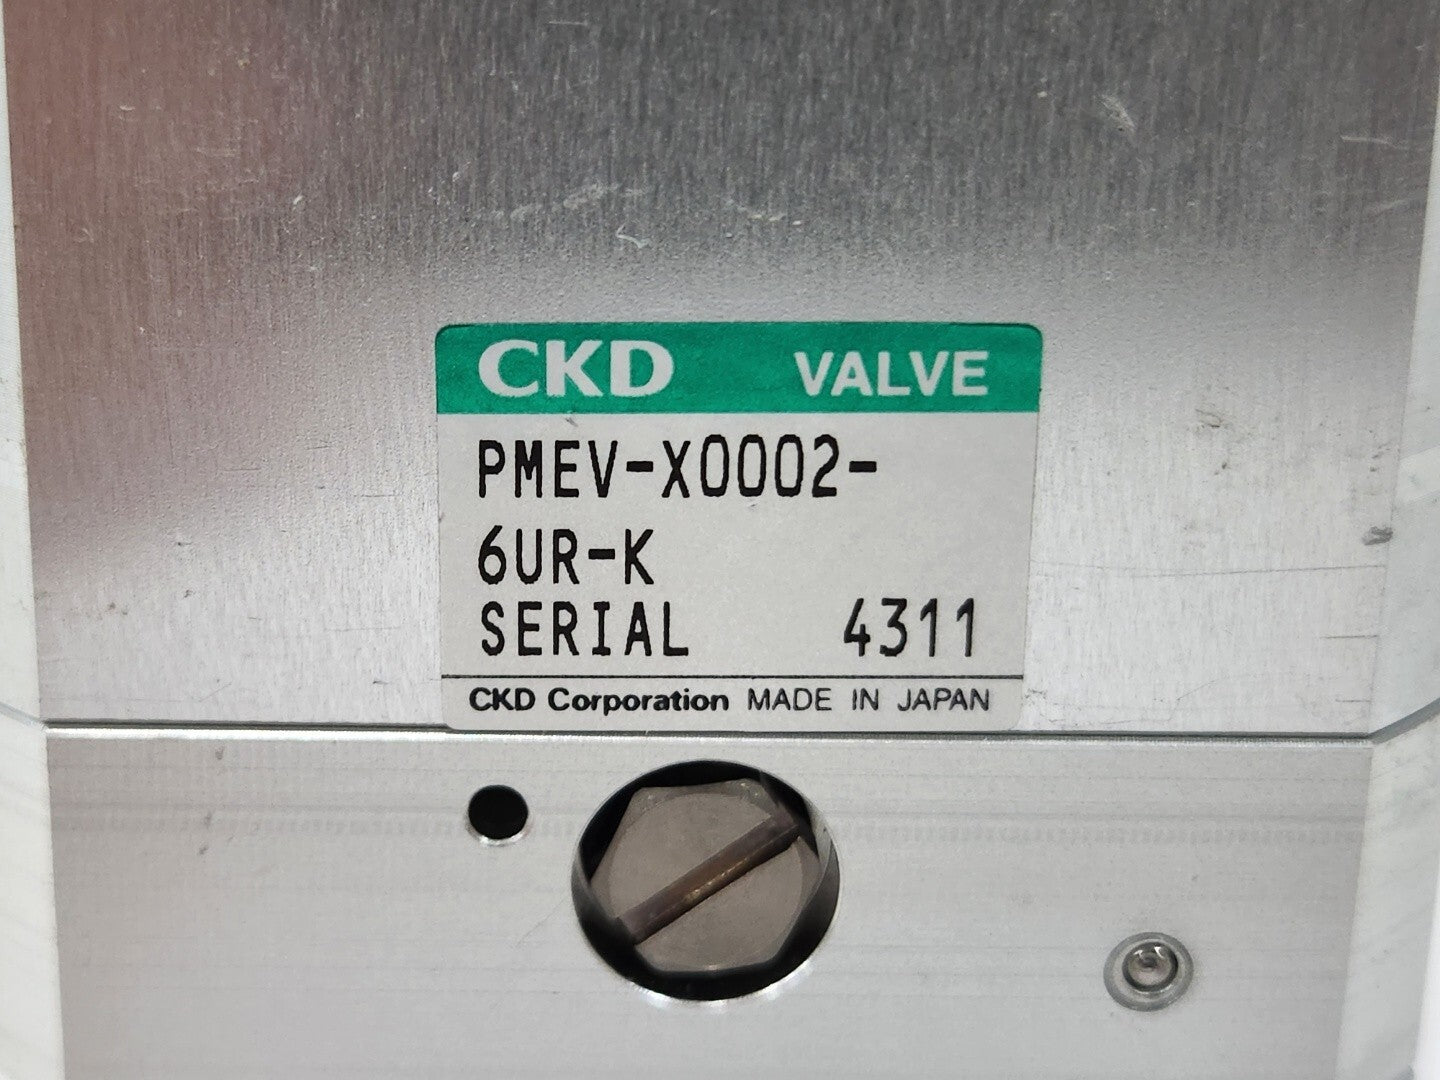 CKD VALVE
PMEV-X0002-
6UR-K
SERIAL 4311
CKD Corporation MADE IN JAPAN